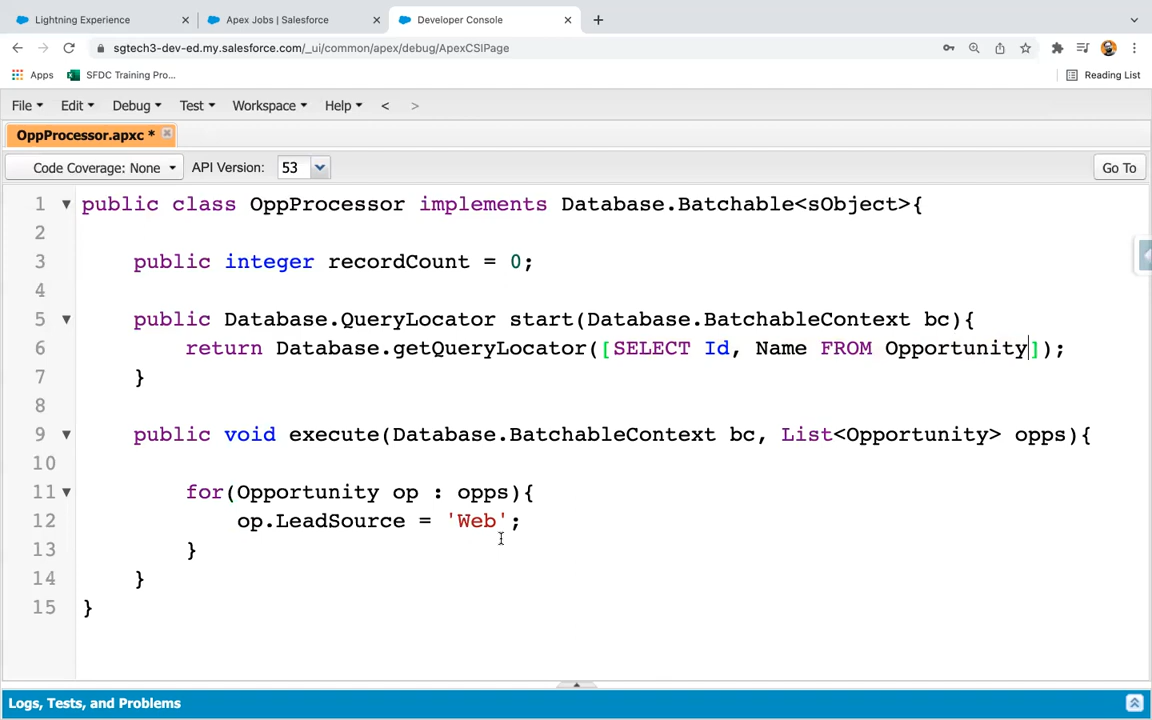 Lightning Experience
Apex Jobs | Salesforce
Developer Console
sgtech3-dev-ed.my.salesforce.com/_ui/common/apex/debug/ApexCSIPage
Apps
SFDC Training Pro...
Reading List
File
Edit
Debug
Test
Workspace
Help
<
>
OppProcessor.apxc *
Code Coverage: None
API Version:
53
Go To
1 public class OppProcessor implements Database.Batchable<sObject>{
2
3 public integer recordCount = 0;
4
5 public Database.QueryLocator start(Database.BatchableContext bc){
6 return Database.getQueryLocator([SELECT Id, Name FROM Opportunity]);
7 }
8
9 public void execute(Database.BatchableContext bc, List<Opportunity> opps){
10
11 for(Opportunity op : opps){
12 op.LeadSource = 'Web';
13 }
14 }
15 }
Logs, Tests, and Problems